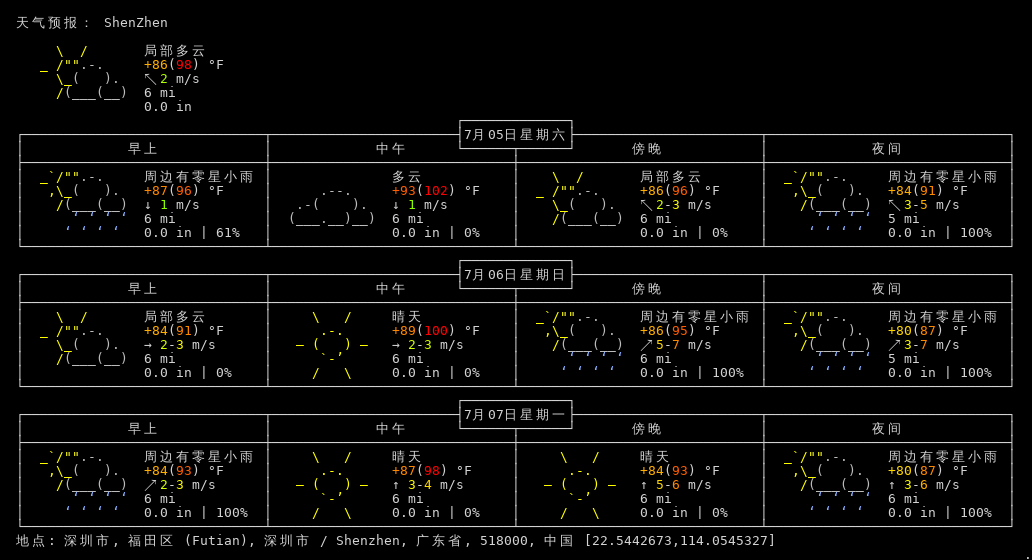 天气预报： ShenZhen
局部多云
+86(98) °F
↖ 2 m/s
6 mi
0.0 in
7月05日星期六
早上 中午 傍晚 夜间
周边有零星小雨 多云 局部多云 周边有零星小雨
+87(96) °F +93(102) °F +86(96) °F +84(91) °F
↓ 1 m/s ↓ 1 m/s ↖ 2-3 m/s ↖ 3-5 m/s
6 mi 6 mi 6 mi 5 mi
0.0 in | 61% 0.0 in | 0% 0.0 in | 0% 0.0 in | 100%
7月06日星期日
早上 中午 傍晚 夜间
局部多云 晴天 周边有零星小雨 周边有零星小雨
+84(91) °F +89(100) °F +86(95) °F +80(87) °F
→ 2-3 m/s → 2-3 m/s ↗ 5-7 m/s ↗ 3-7 m/s
6 mi 6 mi 6 mi 5 mi
0.0 in | 0% 0.0 in | 0% 0.0 in | 100% 0.0 in | 100%
7月07日星期一
早上 中午 傍晚 夜间
周边有零星小雨 晴天 晴天 周边有零星小雨
+84(93) °F +87(98) °F +84(93) °F +80(87) °F
↗ 2-3 m/s ↑ 3-4 m/s ↑ 5-6 m/s ↑ 3-6 m/s
6 mi 6 mi 6 mi 6 mi
0.0 in | 100% 0.0 in | 0% 0.0 in | 0% 0.0 in | 100%
地点: 深圳市, 福田区 (Futian), 深圳市 / Shenzhen, 广东省, 518000, 中国 [22.5442673,114.0545327]